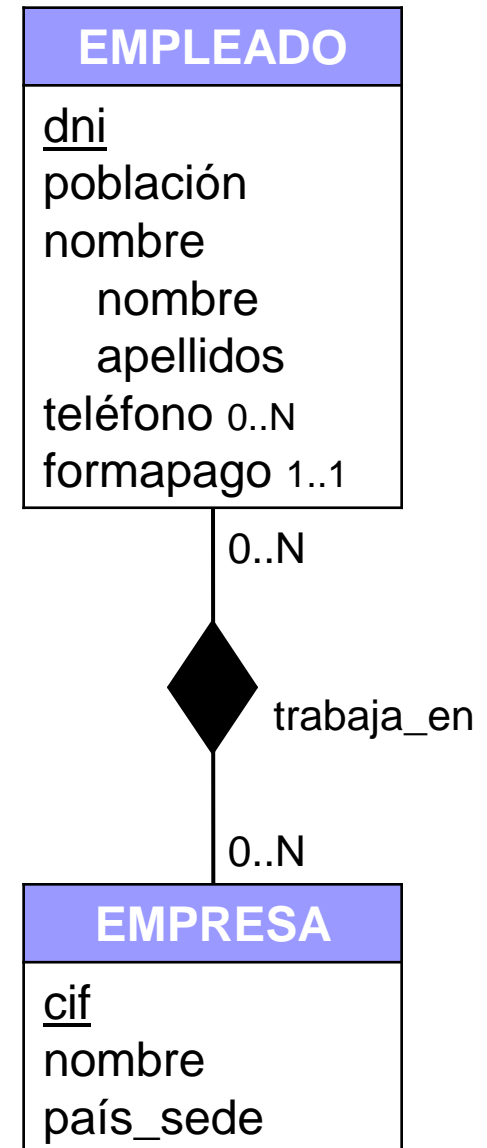 EMPLEADO
dni
población
nombre
nombre
apellidos
teléfono 0..N
formapago 1..1
0..N
trabaja_en
0..N
EMPRESA
cif
nombre
país_sede